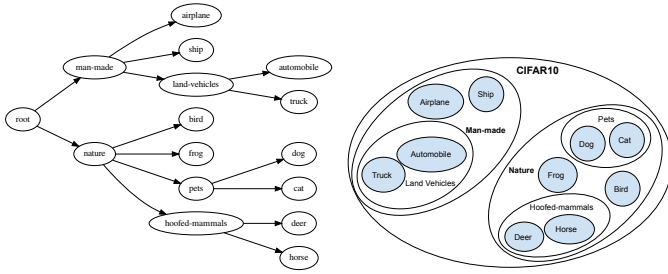 airplane
ship
man-made
automobile
land-vehicles
truck
root
bird
frog
nature
dog
pets
cat
hoofed-mammals
deer
horse
CIFAR10
Ship
Airplane
Man-made
Automobile
Truck
Land Vehicles
Pets
Dog
Cat
Nature
Frog
Bird
Hoofed-mammals
Deer
Horse